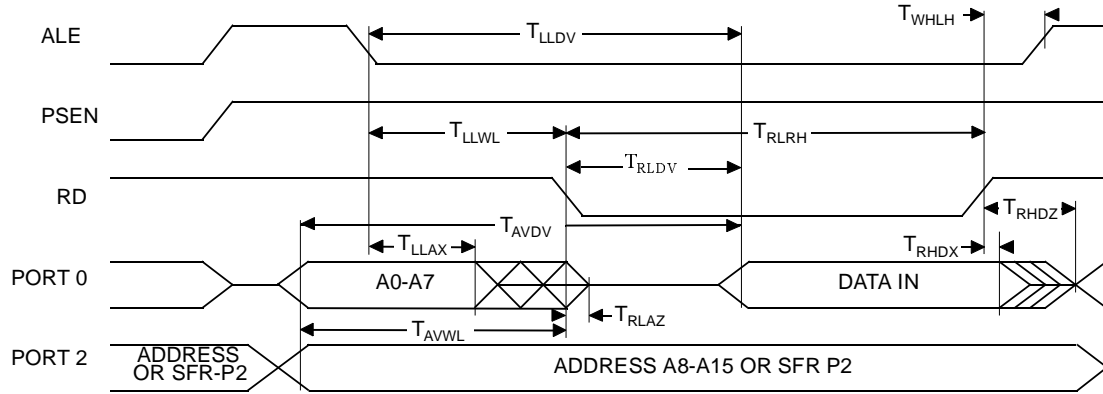 T_WHLH
ALE
T_LLDV
PSEN
T_LLWL
T_RLRH
T_RLDV
RD
T_RHDZ
T_AVDV
T_LLAX
T_RHDX
PORT 0
A0-A7
DATA IN
T_RLAZ
T_AVWL
PORT 2
ADDRESS
OR SFR-P2
ADDRESS A8-A15 OR SFR P2